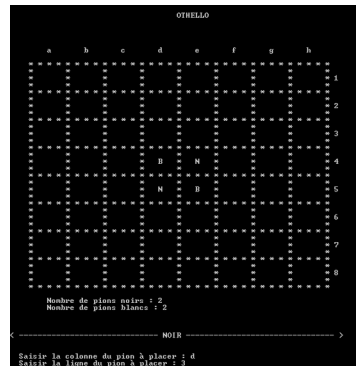 OTHELLO
a b c d e f g h
1
2
3
B N 4
N B 5
6
7
8
Nombre de pions noirs : 2
Nombre de pions blancs : 2
< -------------------------------- NOIR -------------------------------- >
Saisir la colonne du pion à placer : d
Saisir la ligne du pion à placer : 3